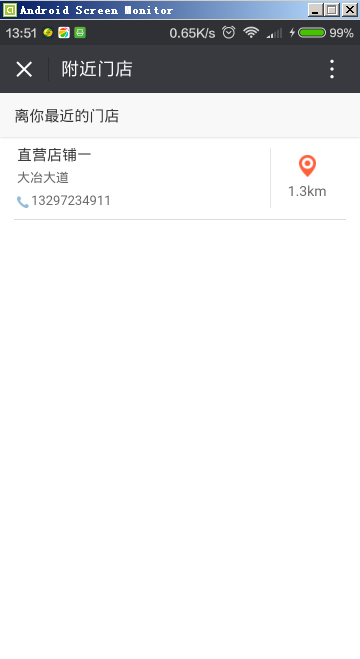 Android Screen Monitor
13:51 0.65K/s 99%
附近门店
离你最近的门店
直营店铺一
大冶大道
13297234911
1.3km